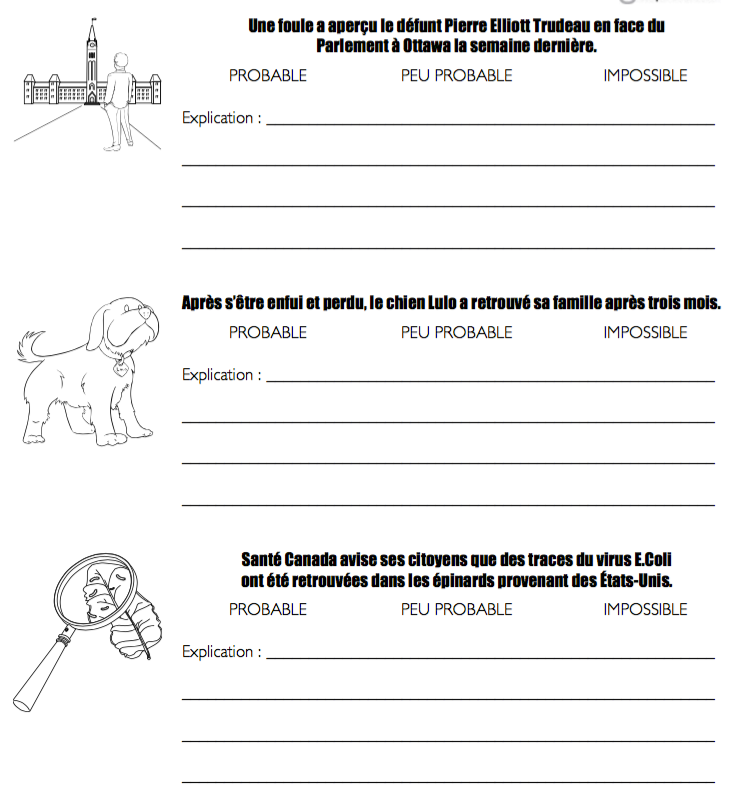 Une foule a aperçu le défunt Pierre Elliott Trudeau en face du
Parlement à Ottawa la semaine dernière.
PROBABLE PEU PROBABLE IMPOSSIBLE
Explication :
Après s'être enfui et perdu, le chien Lulo a retrouvé sa famille après trois mois.
PROBABLE PEU PROBABLE IMPOSSIBLE
Explication :
Santé Canada avise ses citoyens que des traces du virus E.Coli
ont été retrouvées dans les épinards provenant des États-Unis.
PROBABLE PEU PROBABLE IMPOSSIBLE
Explication :